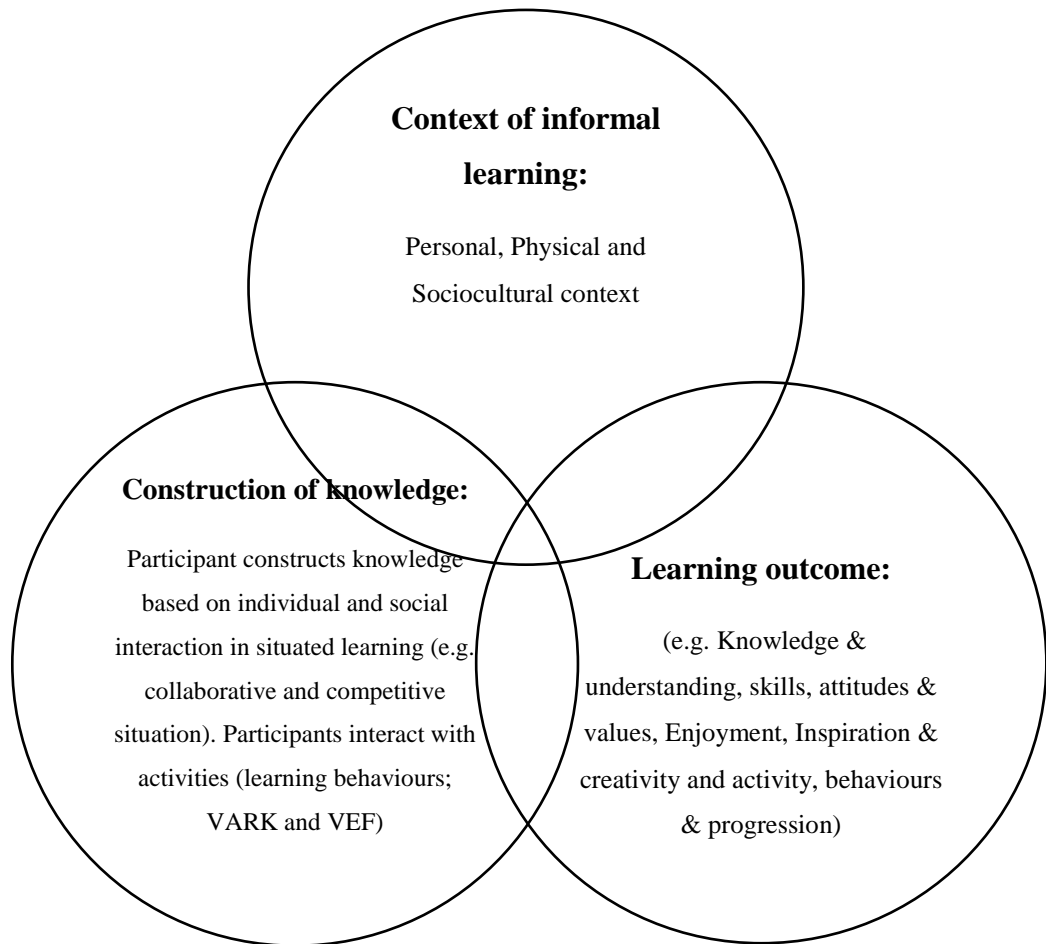 Context of informal
learning:
Personal, Physical and
Sociocultural context
Construction of knowledge:
Participant constructs knowledge
based on individual and social
interaction in situated learning (e.g.
collaborative and competitive
situation). Participants interact with
activities (learning behaviours;
VARK and VEF)
Learning outcome:
(e.g. Knowledge &
understanding, skills, attitudes &
values, Enjoyment, Inspiration &
creativity and activity, behaviours
& progression)